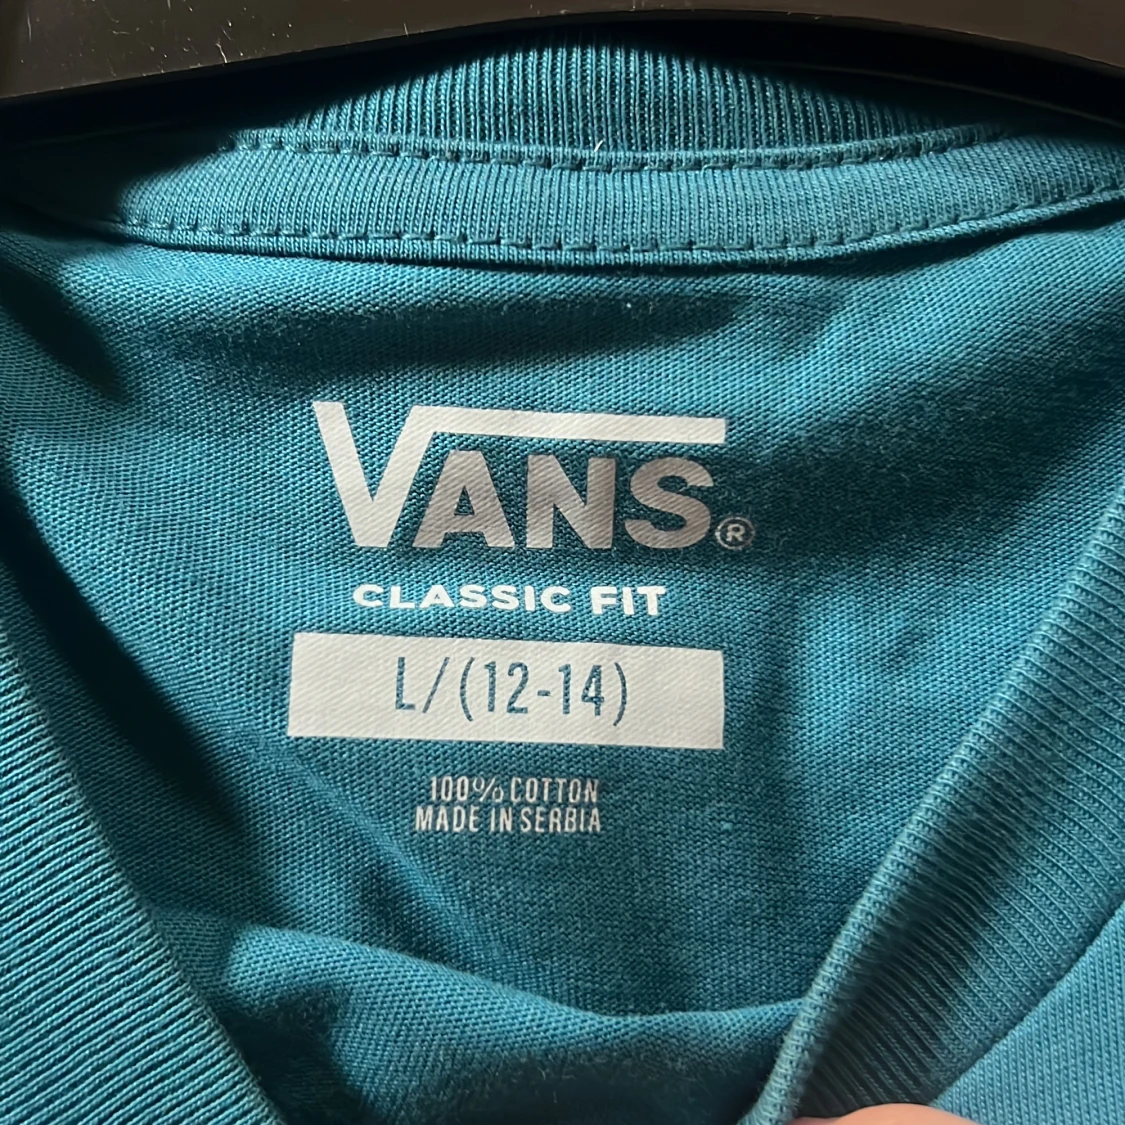 VANS®
CLASSIC FIT
L/(12-14)
100% COTTON
MADE IN SERBIA